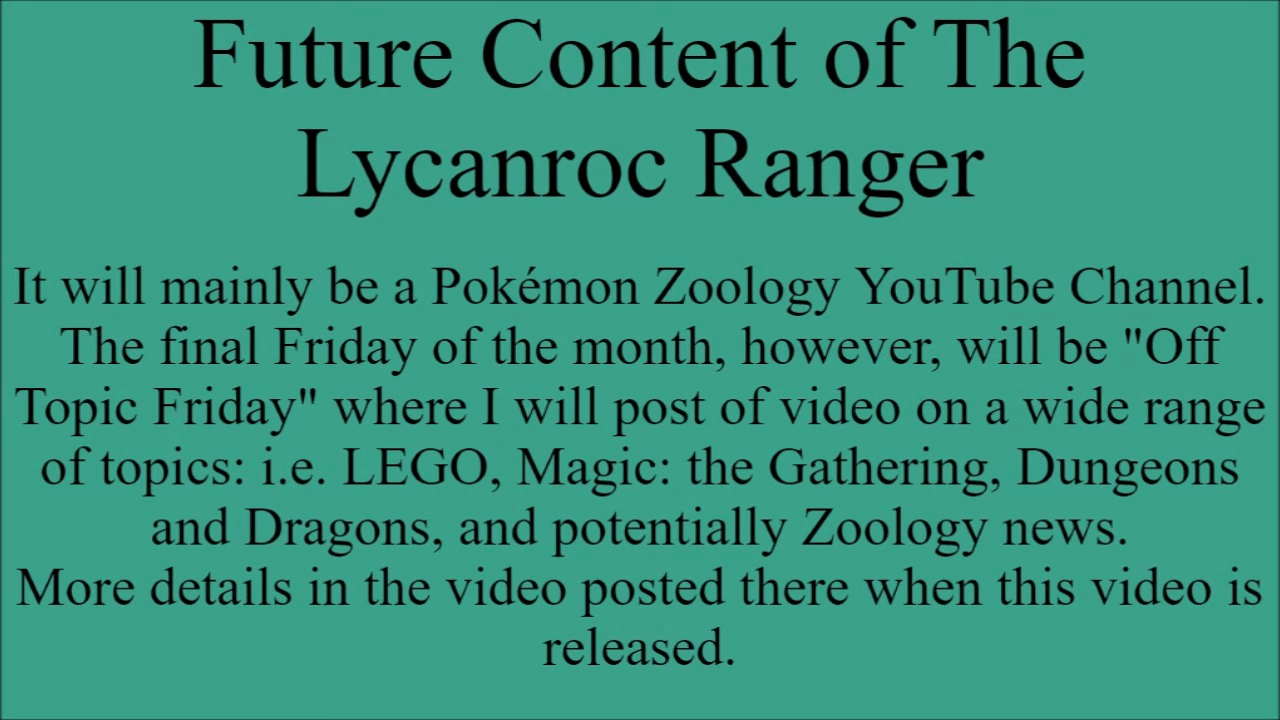 Future Content of The
Lycanroc Ranger
It will mainly be a Pokémon Zoology YouTube Channel.
The final Friday of the month, however, will be "Off
Topic Friday" where I will post of video on a wide range
of topics: i.e. LEGO, Magic: the Gathering, Dungeons
and Dragons, and potentially Zoology news.
More details in the video posted there when this video is
released.